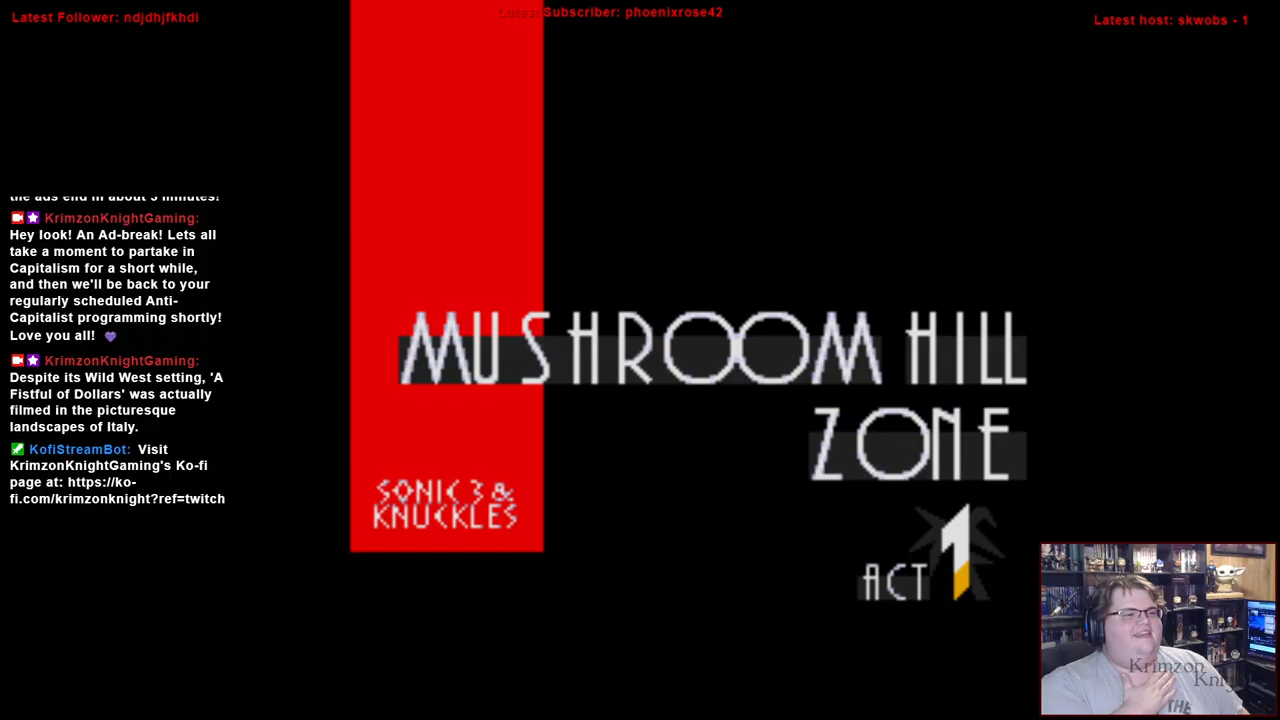 Latest Follower: ndjdhjfkhdi
Latest Subscriber: phoenixrose42
Latest host: skwobs - 1
the ads end in about 3 minutes!
KrimzonKnightGaming:
Hey look! An Ad-break! Lets all
take a moment to partake in
Capitalism for a short while,
and then we'll be back to your
regularly scheduled Anti-
Capitalist programming shortly!
Love you all!
KrimzonKnightGaming:
Despite its Wild West setting, 'A
Fistful of Dollars' was actually
filmed in the picturesque
landscapes of Italy.
KofiStreamBot: Visit
KrimzonKnightGaming's Ko-fi
page at: https://ko-
fi.com/krimzonknight?ref=twitch
MUSHROOM HILL
ZONE
SONIC 3 &
KNUCKLES
ACT 1
Krimzon
Knight
THE